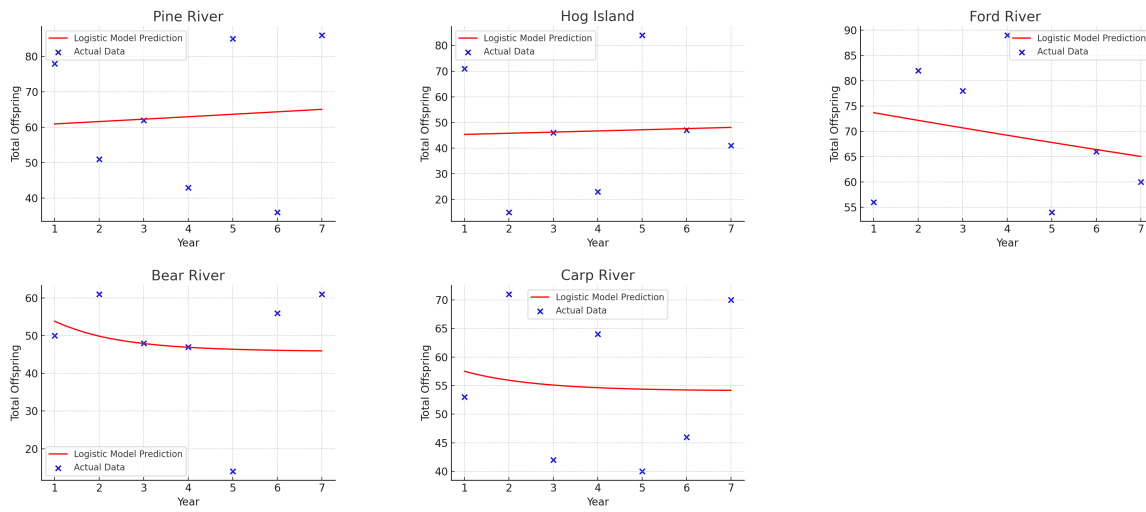 Pine River
Logistic Model Prediction
Actual Data
Total Offspring
80
70
60
50
40
1 2 3 4 5 6 7
Year
Hog Island
Logistic Model Prediction
Actual Data
Total Offspring
80
70
60
50
40
30
20
1 2 3 4 5 6 7
Year
Ford River
Logistic Model Prediction
Actual Data
Total Offspring
90
85
80
75
70
65
60
55
1 2 3 4 5 6 7
Year
Bear River
Total Offspring
60
50
40
30
20
Logistic Model Prediction
Actual Data
1 2 3 4 5 6 7
Year
Carp River
Logistic Model Prediction
Actual Data
Total Offspring
70
65
60
55
50
45
40
1 2 3 4 5 6 7
Year